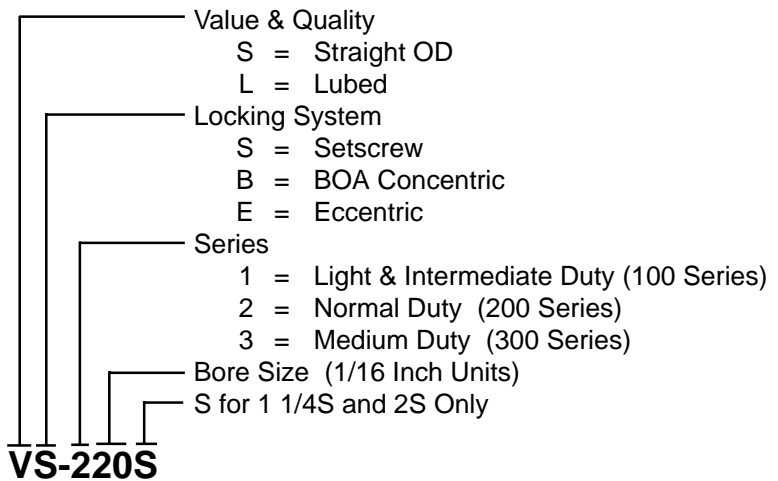 Value & Quality
S = Straight OD
L = Lubed
Locking System
S = Setscrew
B = BOA Concentric
E = Eccentric
Series
1 = Light & Intermediate Duty (100 Series)
2 = Normal Duty (200 Series)
3 = Medium Duty (300 Series)
Bore Size (1/16 Inch Units)
S for 1 1/4S and 2S Only
VS-220S